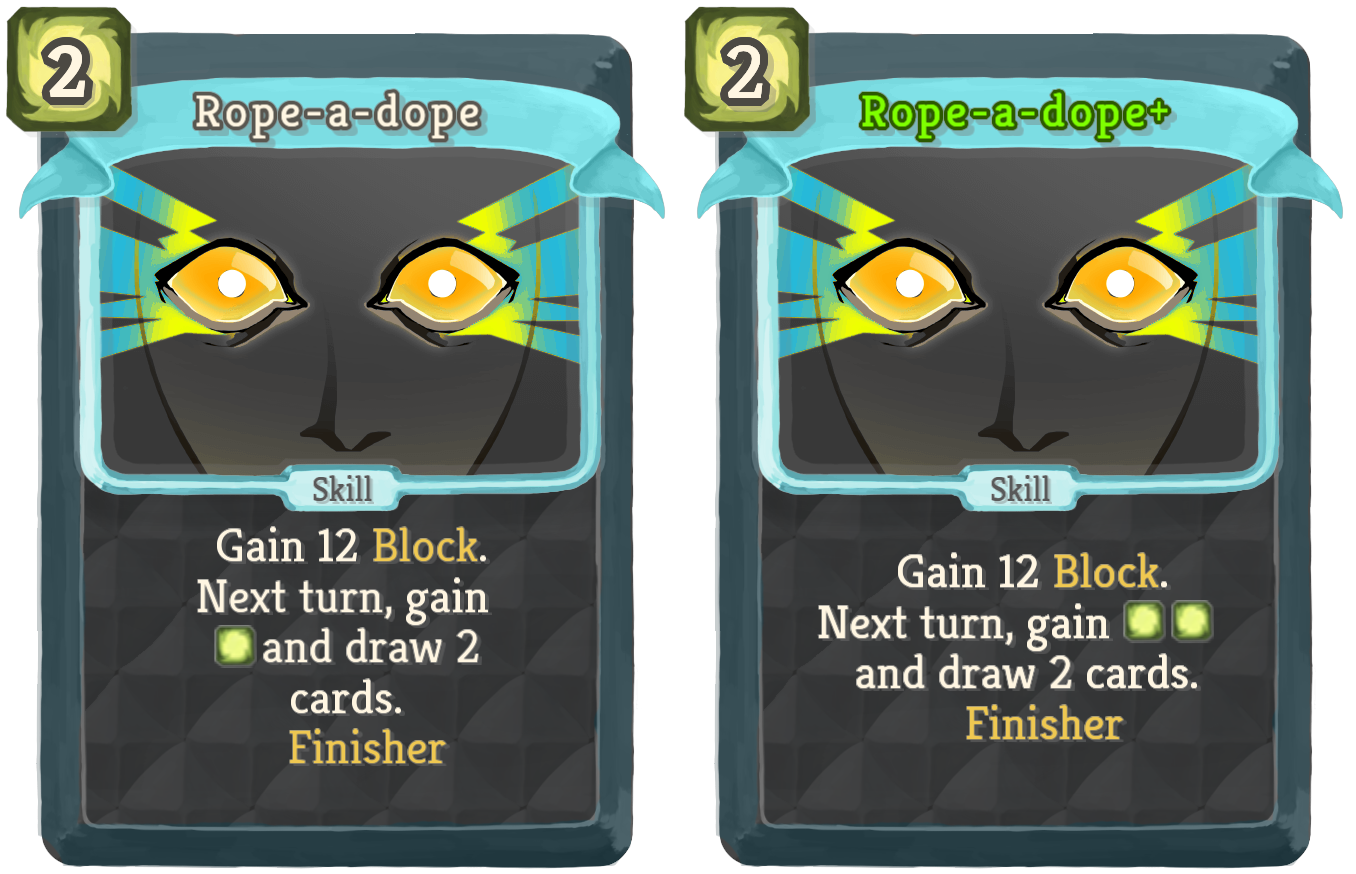 2
Rope-a-dope
Skill
Gain 12 Block.
Next turn, gain
and draw 2
cards.
Finisher
2
Rope-a-dope+
Skill
Gain 12 Block.
Next turn, gain
and draw 2 cards.
Finisher